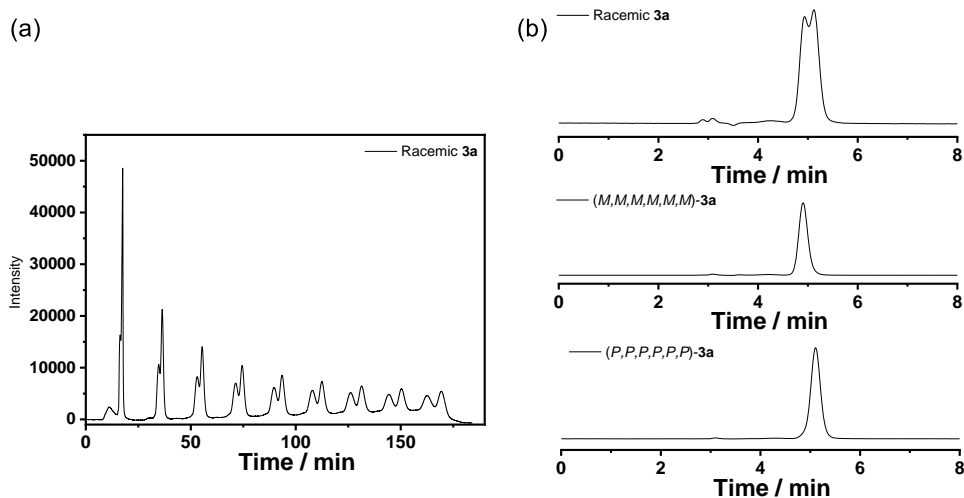 (a)
Racemic 3a
Intensity
50000
40000
30000
20000
10000
0
0 50 100 150
Time / min
(b)
Racemic 3a
0 2 4 6 8
Time / min
(M,M,M,M,M,M)-3a
0 2 4 6 8
Time / min
(P,P,P,P,P,P)-3a
0 2 4 6 8
Time / min